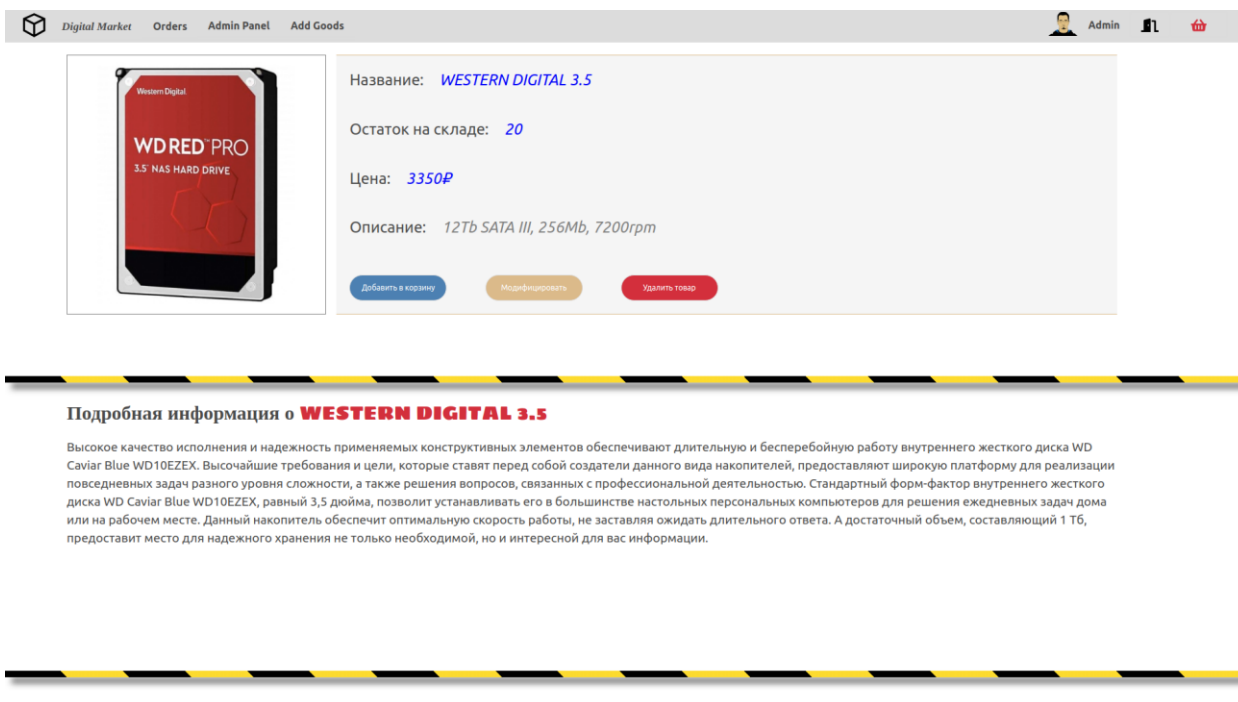 Digital Market Orders Admin Panel Add Goods Admin
Western Digital
WD RED™ PRO
3.5" NAS HARD DRIVE
Название: WESTERN DIGITAL 3.5
Остаток на складе: 20
Цена: 3350₽
Описание: 12Tb SATA III, 256Mb, 7200rpm
Добавить в корзину Модифицировать Удалить товар
Подробная информация о WESTERN DIGITAL 3.5
Высокое качество исполнения и надежность применяемых конструктивных элементов обеспечивают длительную и бесперебойную работу внутреннего жесткого диска WD
Caviar Blue WD10EZEX. Высочайшие требования и цели, которые ставят перед собой создатели данного вида накопителей, предоставляют широкую платформу для реализации
повседневных задач разного уровня сложности, а также решения вопросов, связанных с профессиональной деятельностью. Стандартный форм-фактор внутреннего жесткого
диска WD Caviar Blue WD10EZEX, равный 3,5 дюйма, позволит устанавливать его в большинстве настольных персональных компьютеров для решения ежедневных задач дома
или на рабочем месте. Данный накопитель обеспечит оптимальную скорость работы, не заставляя ожидать длительного ответа. А достаточный объем, составляющий 1 Тб,
предоставит место для надежного хранения не только необходимой, но и интересной для вас информации.